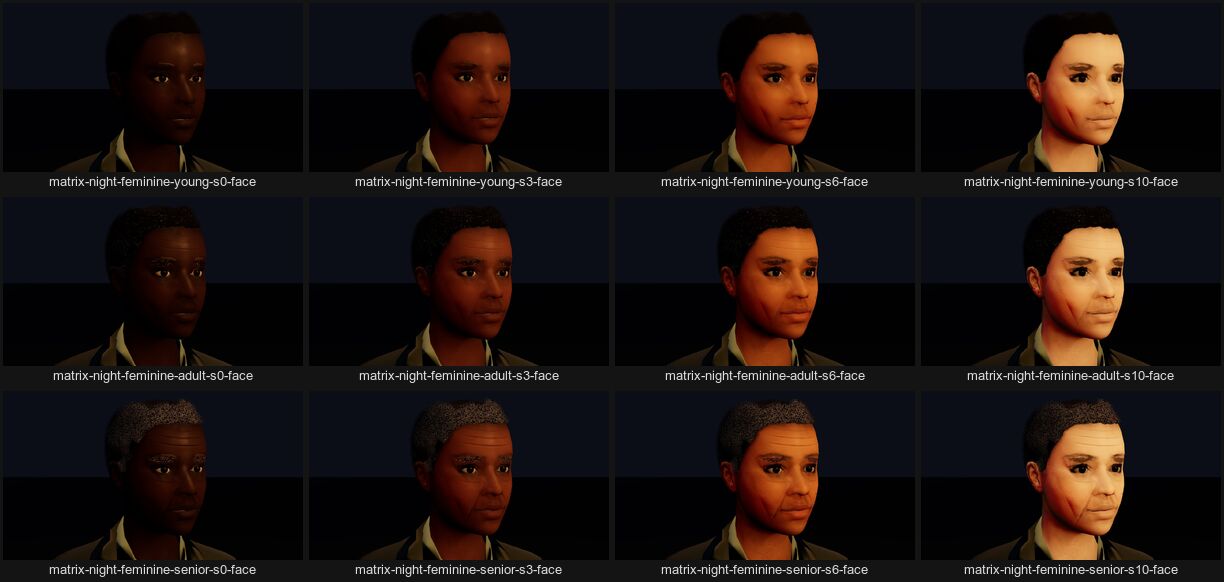 matrix-night-feminine-young-s0-face
matrix-night-feminine-young-s3-face
matrix-night-feminine-young-s6-face
matrix-night-feminine-young-s10-face
matrix-night-feminine-adult-s0-face
matrix-night-feminine-adult-s3-face
matrix-night-feminine-adult-s6-face
matrix-night-feminine-adult-s10-face
matrix-night-feminine-senior-s0-face
matrix-night-feminine-senior-s3-face
matrix-night-feminine-senior-s6-face
matrix-night-feminine-senior-s10-face